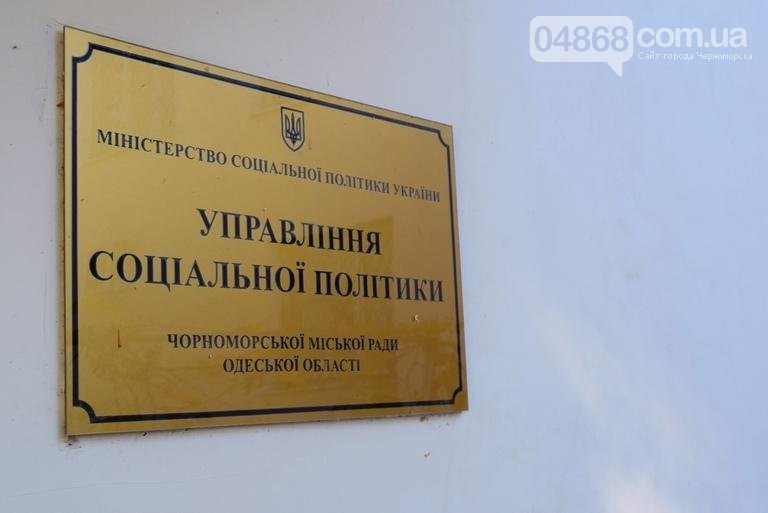 04868.com.ua
Сайт города Черноморска
МІНІСТЕРСТВО СОЦІАЛЬНОЇ ПОЛІТИКИ УКРАЇНИ
УПРАВЛІННЯ
СОЦІАЛЬНОЇ ПОЛІТИКИ
ЧОРНОМОРСЬКОЇ МІСЬКОЇ РАДИ
ОДЕСЬКОЇ ОБЛАСТІ